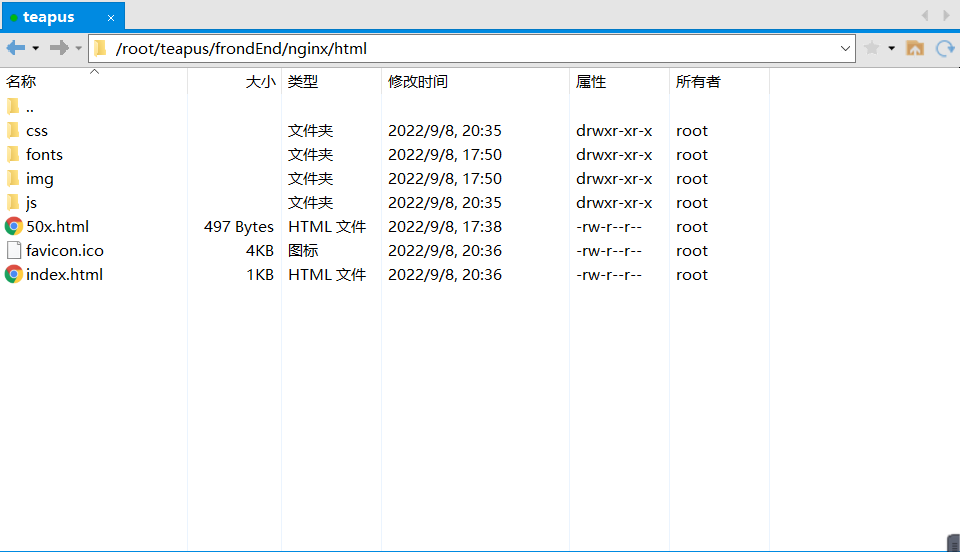 teapus ×
/root/teapus/frondEnd/nginx/html
名称 大小 类型 修改时间 属性 所有者
..
css 文件夹 2022/9/8, 20:35 drwxr-xr-x root
fonts 文件夹 2022/9/8, 17:50 drwxr-xr-x root
img 文件夹 2022/9/8, 17:50 drwxr-xr-x root
js 文件夹 2022/9/8, 20:35 drwxr-xr-x root
50x.html 497 Bytes HTML 文件 2022/9/8, 17:38 -rw-r--r-- root
favicon.ico 4KB 图标 2022/9/8, 20:36 -rw-r--r-- root
index.html 1KB HTML 文件 2022/9/8, 20:36 -rw-r--r-- root